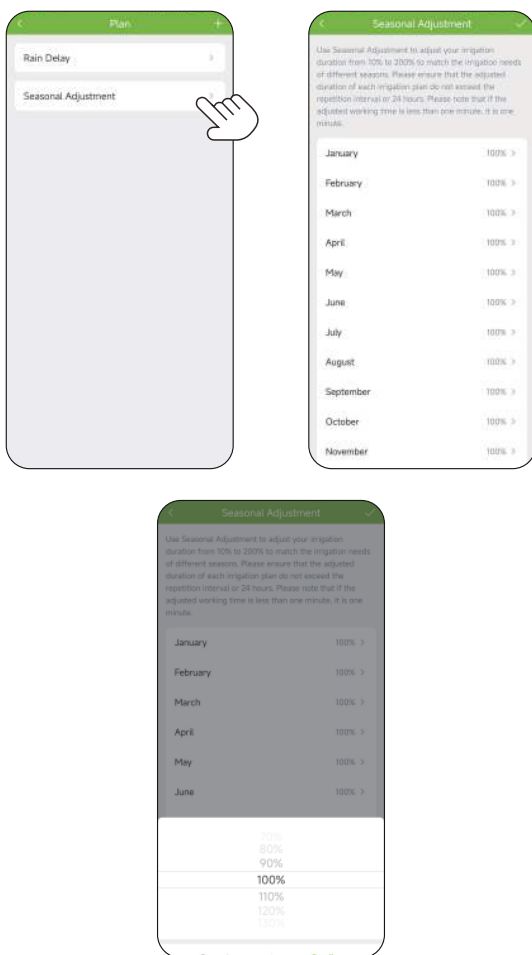 Plan
Rain Delay
Seasonal Adjustment
Seasonal Adjustment
Use Seasonal Adjustment to adjust your irrigation
duration from 10% to 200% to match the irrigation needs
of different seasons. Please ensure that the adjusted
duration of each irrigation plan do not exceed the
repetition interval or 24 hours. Please note that if the
adjusted working time is less than one minute, it is one
minute.
January 100%
February 100%
March 100%
April 100%
May 100%
June 100%
July 100%
August 100%
September 100%
October 100%
November 100%
Seasonal Adjustment
Use Seasonal Adjustment to adjust your irrigation
duration from 10% to 200% to match the irrigation needs
of different seasons. Please ensure that the adjusted
duration of each irrigation plan do not exceed the
repetition interval or 24 hours. Please note that if the
adjusted working time is less than one minute, it is one
minute.
January 100%
February 100%
March 100%
April 100%
May 100%
June 100%
70%
80%
90%
100%
110%
120%
130%